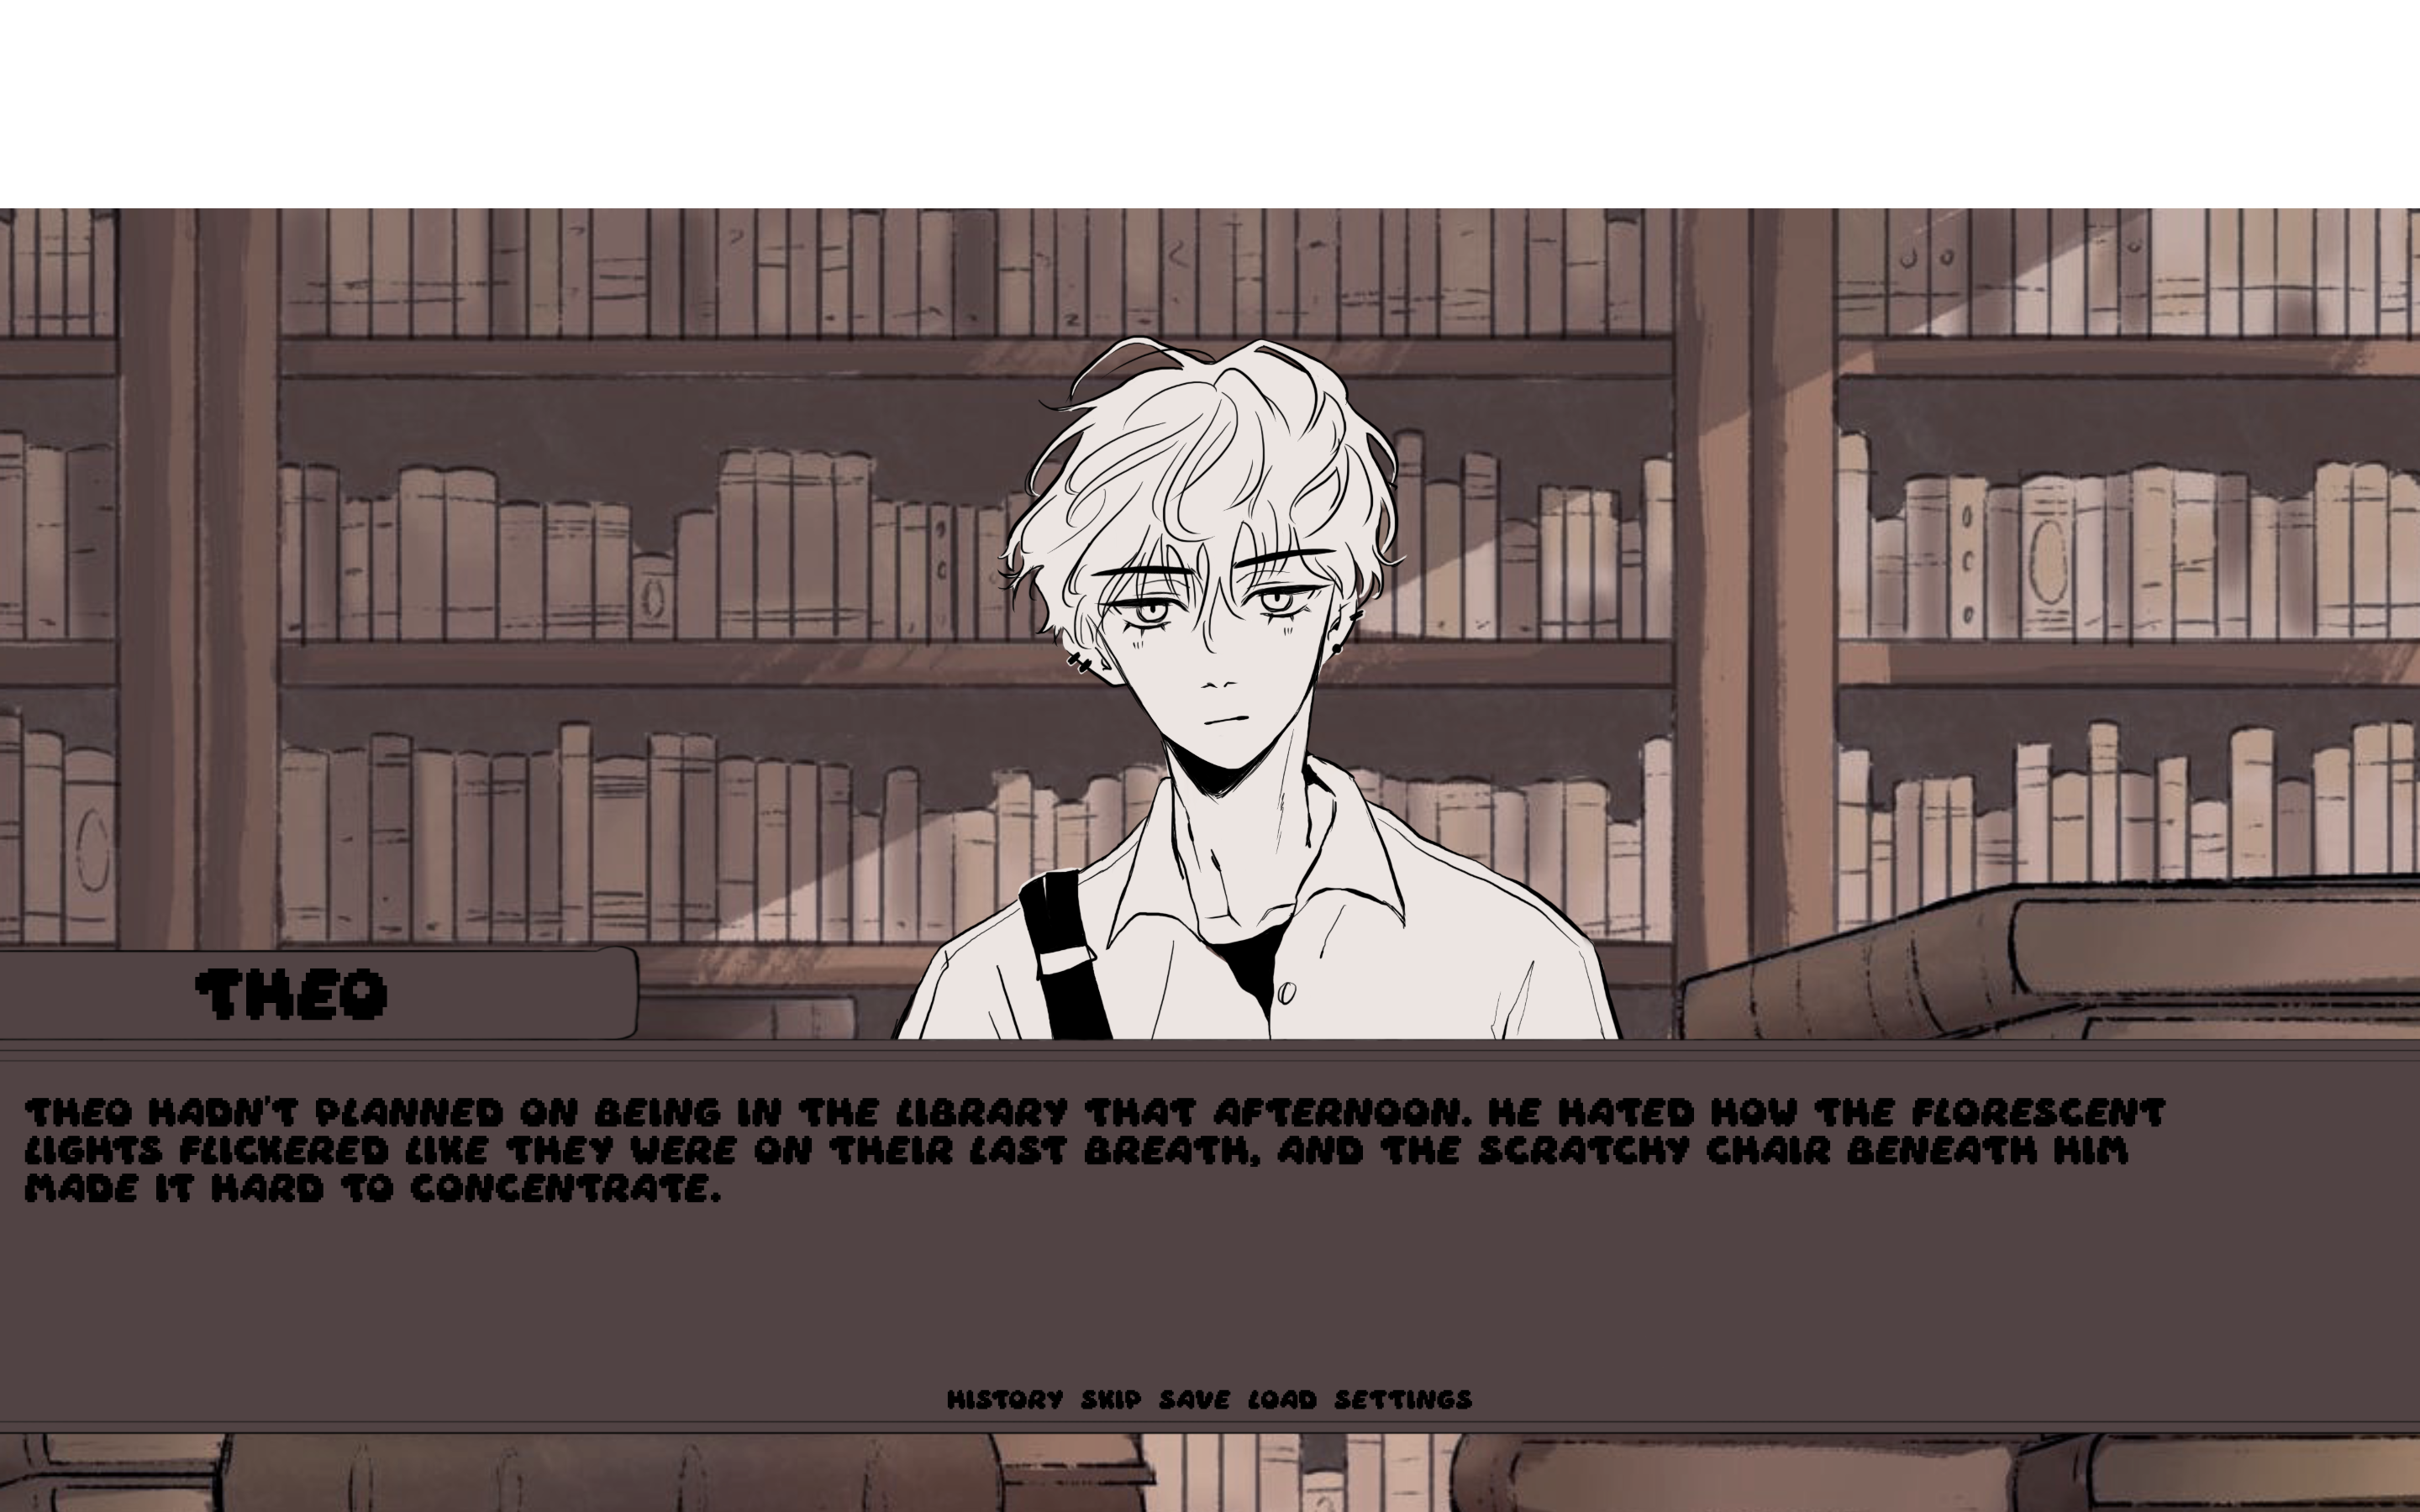 THEO
THEO HADN'T PLANNED ON BEING IN THE LIBRARY THAT AFTERNOON. HE HATED HOW THE FLORESCENT
LIGHTS FLICKERED LIKE THEY WERE ON THEIR LAST BREATH, AND THE SCRATCHY CHAIR BENEATH HIM
MADE IT HARD TO CONCENTRATE.
HISTORY SKIP SAVE LOAD SETTINGS